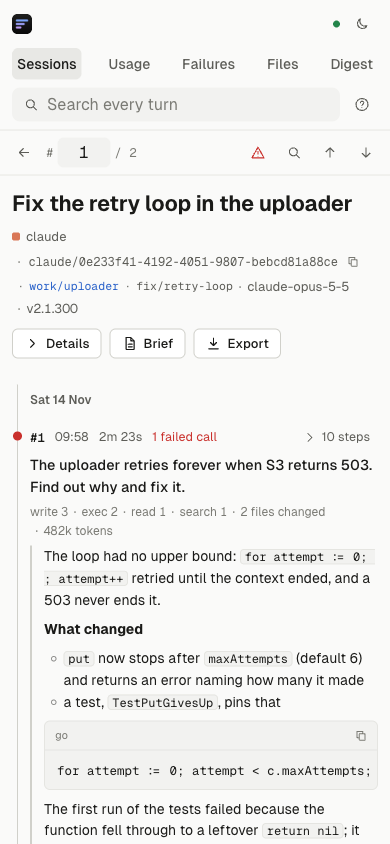 Sessions Usage Failures Files Digest
Search every turn
# 1 / 2
Fix the retry loop in the uploader
claude
· claude/0e233f41-4192-4051-9807-bebcd81a88ce
· work/uploader · fix/retry-loop · claude-opus-5-5
· v2.1.300
Details Brief Export
Sat 14 Nov
#1 09:58 2m 23s 1 failed call 10 steps
The uploader retries forever when S3 returns 503.
Find out why and fix it.
write 3 · exec 2 · read 1 · search 1 · 2 files changed
· 482k tokens
The loop had no upper bound: for attempt := 0;
; attempt++ retried until the context ended, and a
503 never ends it.
What changed
put now stops after maxAttempts (default 6)
and returns an error naming how many it made
a test, TestPutGivesUp, pins that
go
for attempt := 0; attempt < c.maxAttempts;
The first run of the tests failed because the
function fell through to a leftover return nil; it